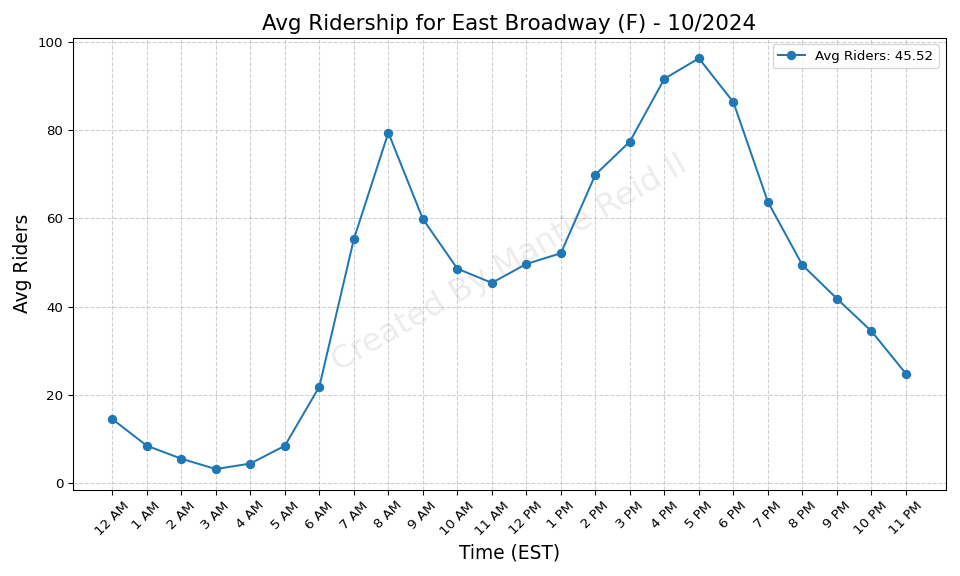 Avg Ridership for East Broadway (F) - 10/2024
Avg Riders: 45.52
100
80
60
40
20
0
Avg Riders
Created By Mantie Reid II
12 AM
1 AM
2 AM
3 AM
4 AM
5 AM
6 AM
7 AM
8 AM
9 AM
10 AM
11 AM
12 PM
1 PM
2 PM
3 PM
4 PM
5 PM
6 PM
7 PM
8 PM
9 PM
10 PM
11 PM
Time (EST)